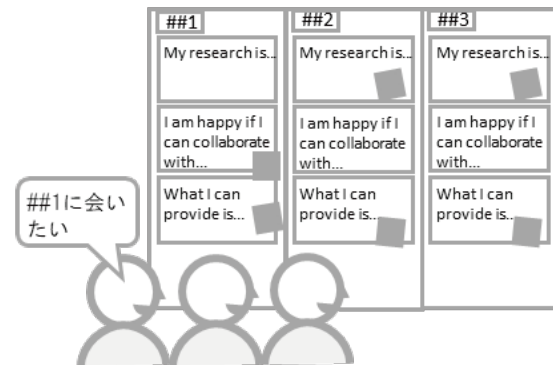 ##1
My research is...
I am happy if I
can collaborate
with...
What I can
provide is...
##2
My research is...
I am happy if I
can collaborate
with...
What I can
provide is...
##3
My research is...
I am happy if I
can collaborate
with...
What I can
provide is...
##1に会い
たい